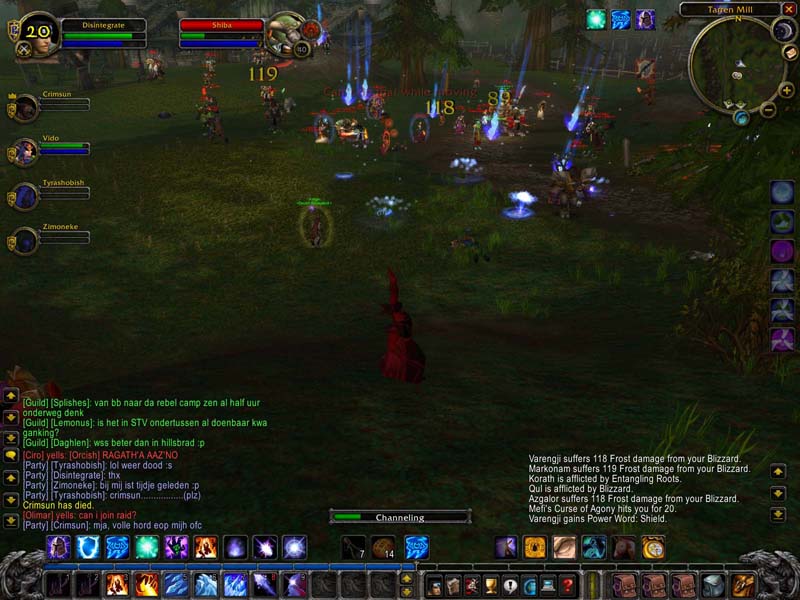 20
Disintegrate
Shiba
Tarren Mill
N
Crimsun
Vido
Tyrashobish
Zimoneke
119
118
89
[Guild] [Splishes]: van bb naar da rebel camp zen al half uur
onderweg denk
[Guild] [Lemonus]: is het in STV ondertussen al doenbaar kwa
ganking?
[Guild] [Daghlen]: wss beter dan in hillsbrad :p
[Ciro] yells: [Orcish] RAGATH'A AAZ'NO
[Party] [Tyrashobish]: lol weer dood :s
[Party] [Disintegrate]: thx
[Party] [Zimoneke]: bij mij ist tijdje geleden :p
[Party] [Tyrashobish]: crimsun................(plz)
Crimsun has died.
[Olimar] yells: can i join raid?
[Party] [Crimsun]: mja, volle hord eop mijh ofc
Varengji suffers 118 Frost damage from your Blizzard.
Markonam suffers 119 Frost damage from your Blizzard.
Korath is afflicted by Entangling Roots.
Qul is afflicted by Blizzard.
Azgalor suffers 118 Frost damage from your Blizzard.
Mefi's Curse of Agony hits you for 20.
Varengji gains Power Word: Shield.
Channeling
7
14